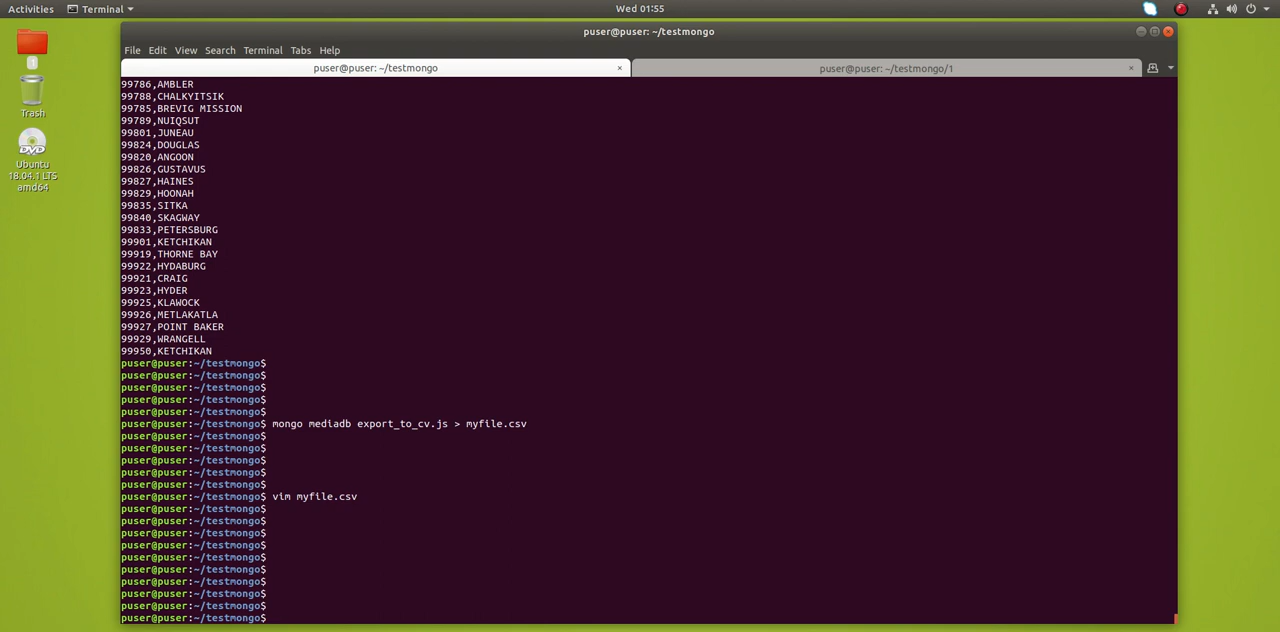 Activities
Terminal
Wed 01:55
puser@puser: ~/testmongo
File Edit View Search Terminal Tabs Help
puser@puser: ~/testmongo ×
puser@puser: ~/testmongo/1 ×
1
Trash
Ubuntu
18.04.1 LTS
amd64
99786,AMBLER
99788,CHALKYITSIK
99785,BREVIG MISSION
99789,NUIQSUT
99801,JUNEAU
99824,DOUGLAS
99820,ANGOON
99826,GUSTAVUS
99827,HAINES
99829,HOONAH
99835,SITKA
99840,SKAGWAY
99833,PETERSBURG
99901,KETCHIKAN
99919,THORNE BAY
99922,HYDABURG
99921,CRAIG
99923,HYDER
99925,KLAWOCK
99926,METLAKATLA
99927,POINT BAKER
99929,WRANGELL
99950,KETCHIKAN
puser@puser:~/testmongo$
puser@puser:~/testmongo$
puser@puser:~/testmongo$
puser@puser:~/testmongo$
puser@puser:~/testmongo$
puser@puser:~/testmongo$ mongo mediadb export_to_cv.js > myfile.csv
puser@puser:~/testmongo$
puser@puser:~/testmongo$
puser@puser:~/testmongo$
puser@puser:~/testmongo$
puser@puser:~/testmongo$
puser@puser:~/testmongo$ vim myfile.csv
puser@puser:~/testmongo$
puser@puser:~/testmongo$
puser@puser:~/testmongo$
puser@puser:~/testmongo$
puser@puser:~/testmongo$
puser@puser:~/testmongo$
puser@puser:~/testmongo$
puser@puser:~/testmongo$
puser@puser:~/testmongo$
puser@puser:~/testmongo$